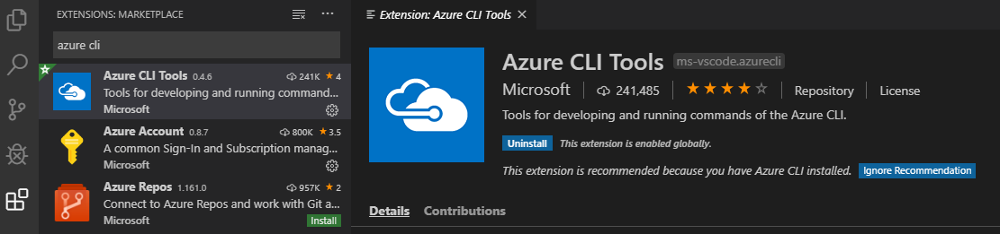 EXTENSIONS: MARKETPLACE
azure cli
Azure CLI Tools 0.4.6 241K 4
Tools for developing and running command...
Microsoft
Azure Account 0.8.7 800K 3.5
A common Sign-In and Subscription manag...
Microsoft
Azure Repos 1.161.0 957K 2
Connect to Azure Repos and work with Git a...
Microsoft Install
Extension: Azure CLI Tools
Azure CLI Tools ms-vscode.azurecli
Microsoft 241,485 Repository License
Tools for developing and running commands of the Azure CLI.
Uninstall This extension is enabled globally.
This extension is recommended because you have Azure CLI installed. Ignore Recommendation
Details Contributions